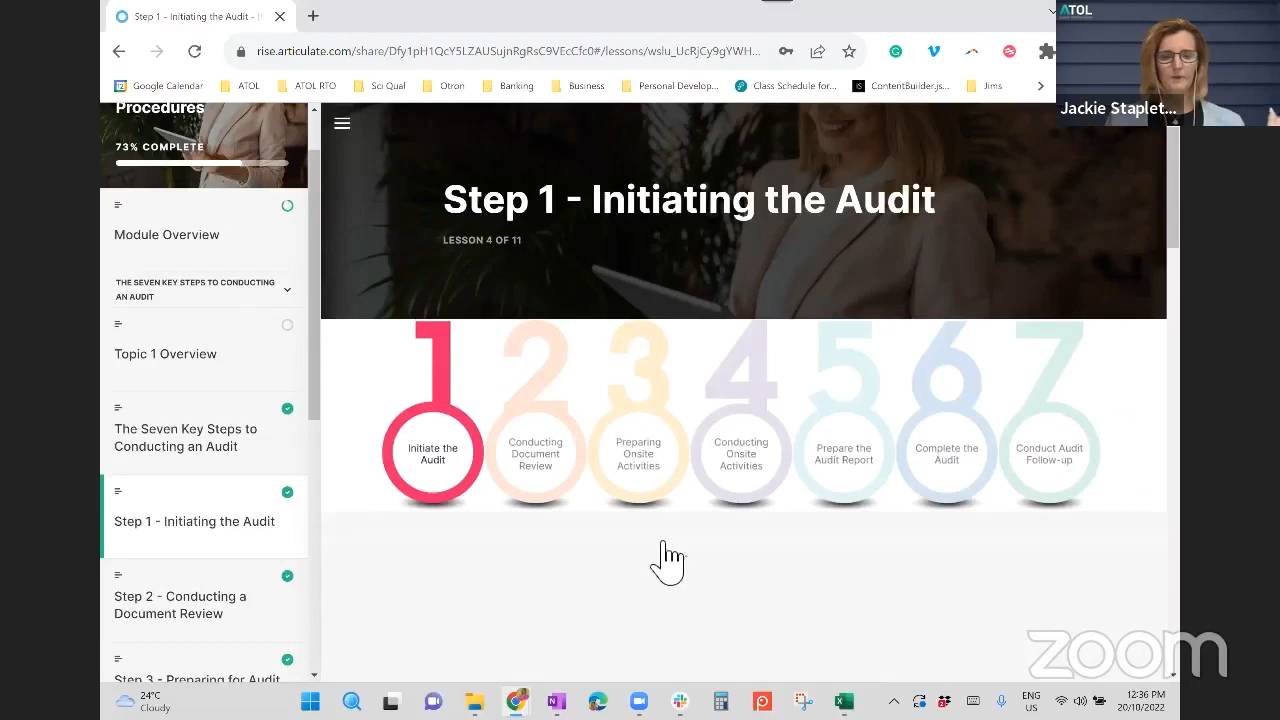 Step 1 - Initiating the Audit - (
rise.articulate.com/share/Dfy1pH1QcY5LZAUSujnRgRsC9VEcCfc0#/lessons/wslu_UcRjCy9gYWH...
Google Calendar
ATOL
ATOL RTO
Sci Qual
Otron
Banking
Business
Personal Develop...
Class Schedule for...
ContentBuilder.js...
Jims
ATOL
Jackie Staplet...
Procedures
73% COMPLETE
Module Overview
THE SEVEN KEY STEPS TO CONDUCTING
AN AUDIT
Topic 1 Overview
The Seven Key Steps to
Conducting an Audit
Step 1 - Initiating the Audit
Step 2 - Conducting a
Document Review
Step 3 - Preparing for Audit
Step 1 - Initiating the Audit
LESSON 4 OF 11
1 2 3 4 5 6 7
Initiate the
Audit
Conducting
Document
Review
Preparing
Onsite
Activities
Conducting
Onsite
Activities
Prepare the
Audit Report
Complete the
Audit
Conduct Audit
Follow-up
zoom
24°C
Cloudy
ENG
US
12:36 PM
20/10/2022